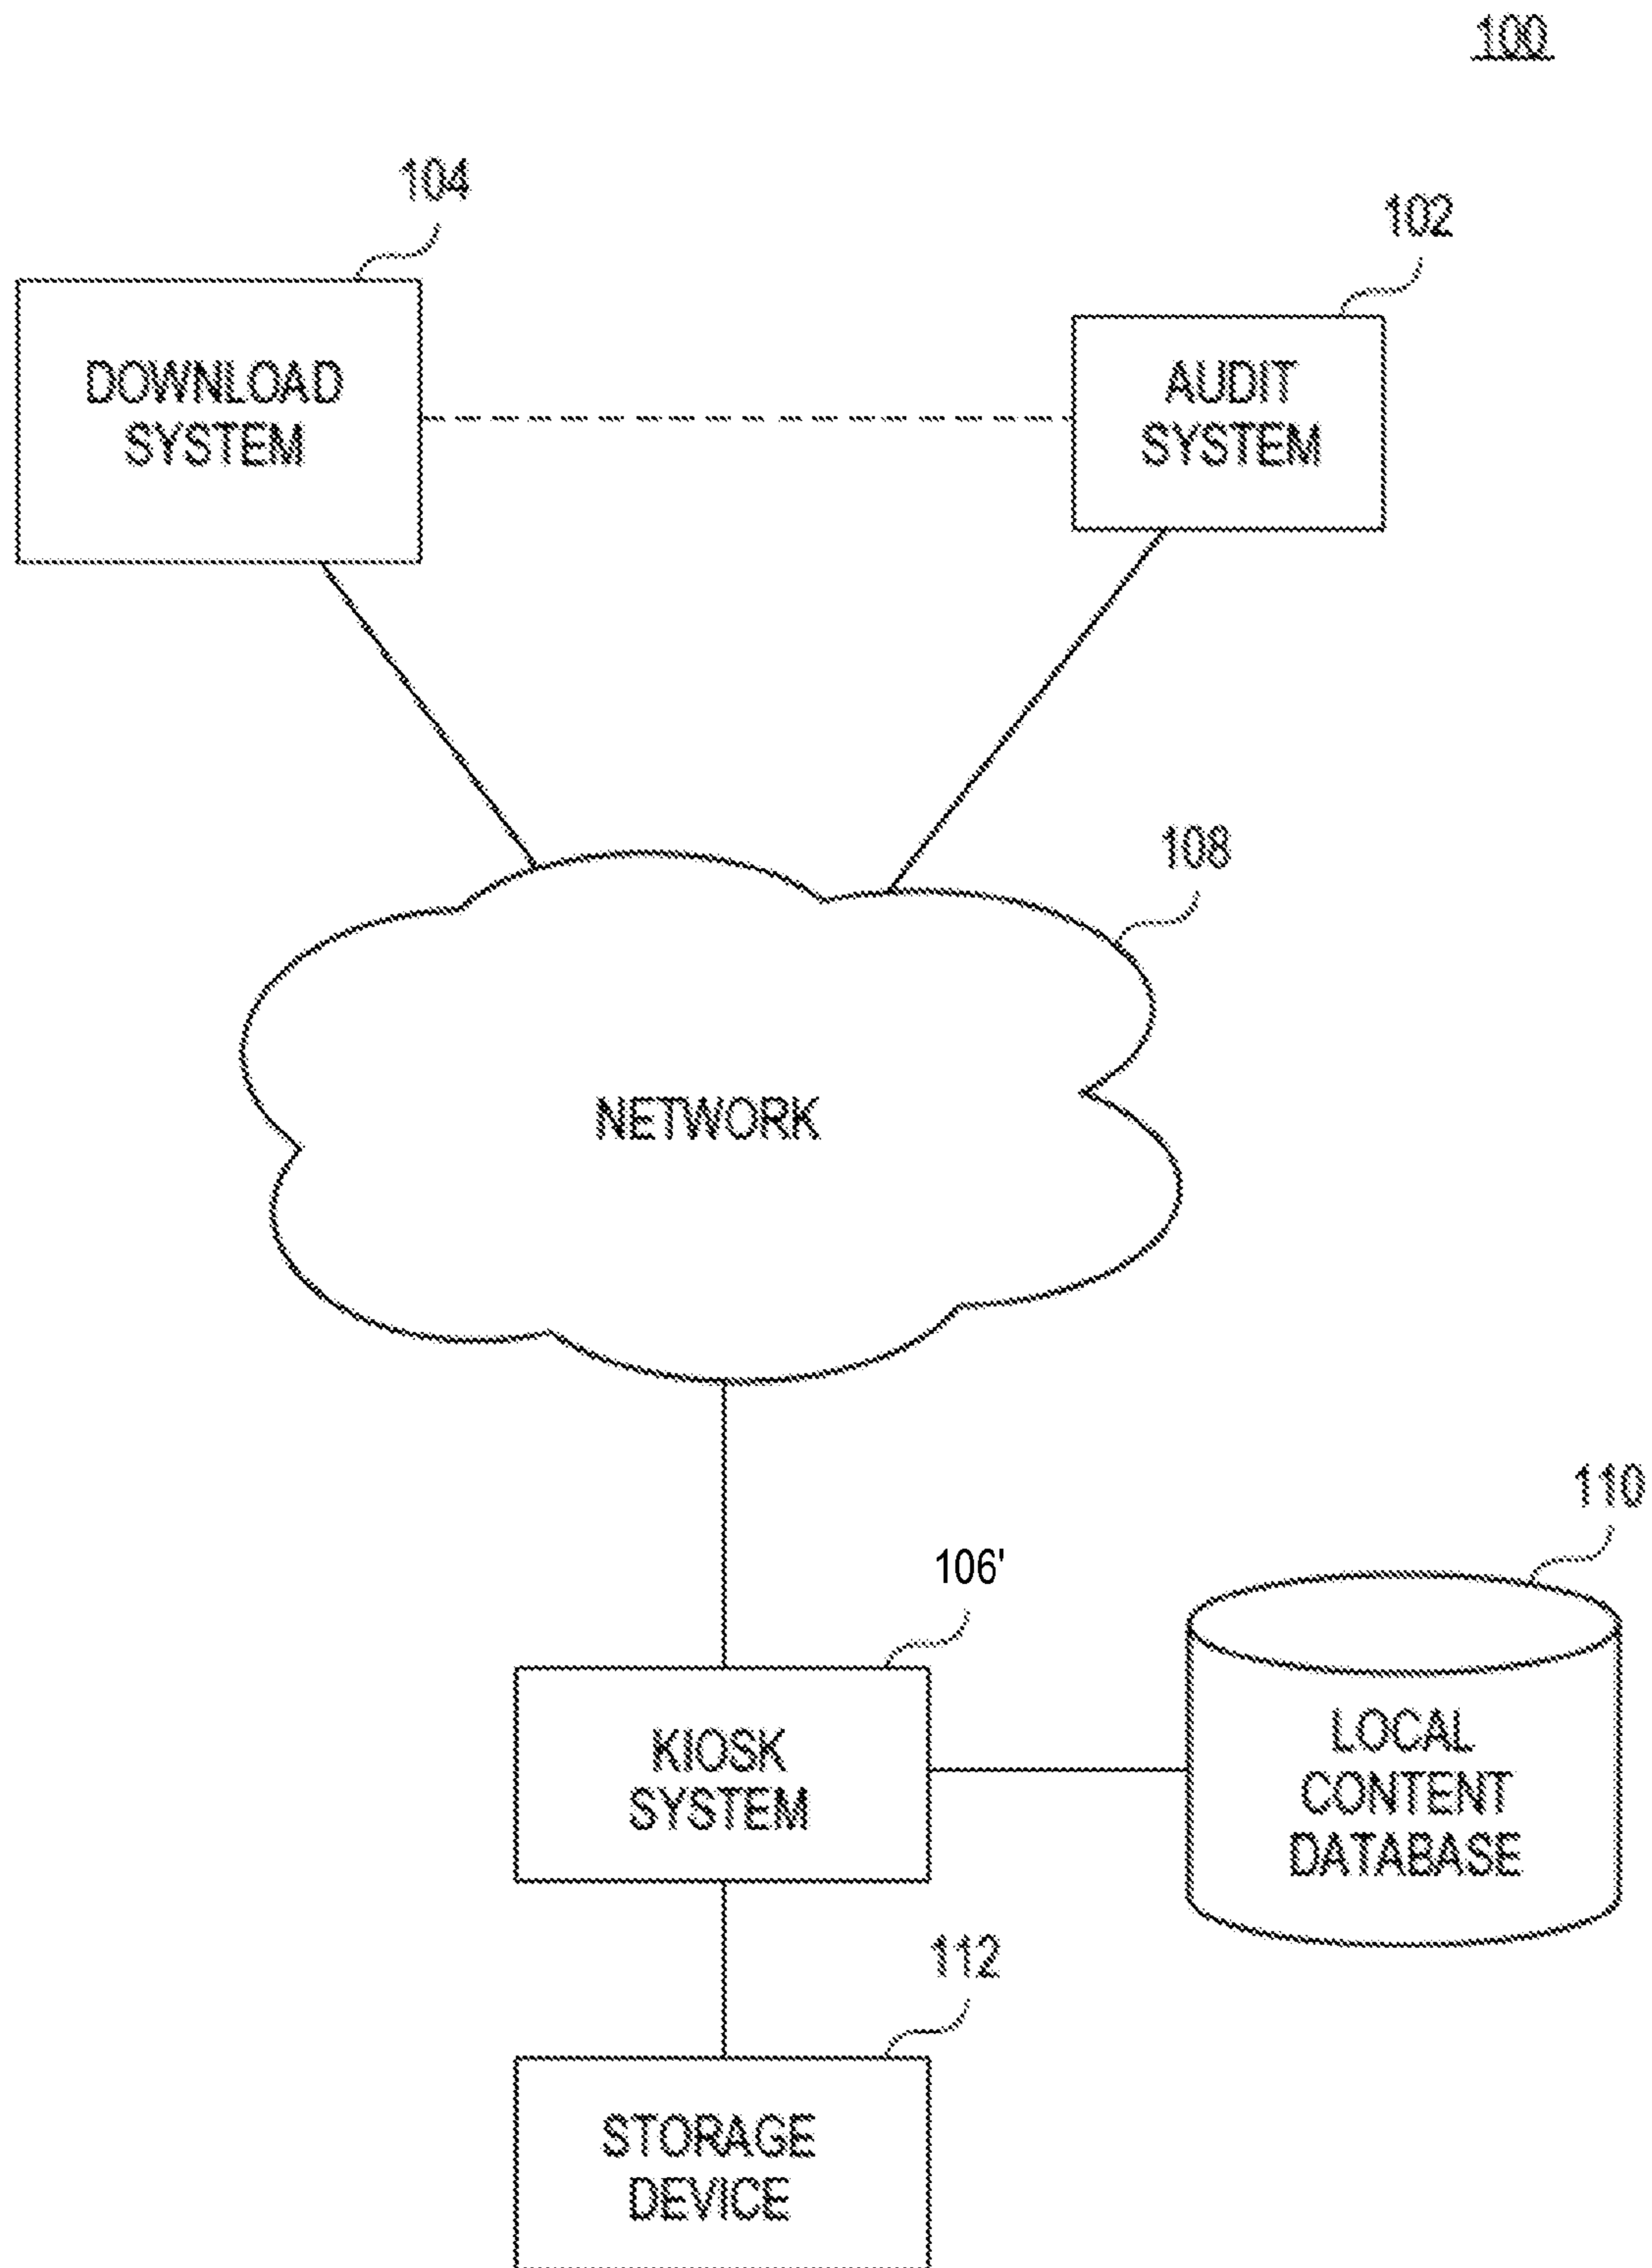 100
104
102
DOWNLOAD
SYSTEM
AUDIT
SYSTEM
108
NETWORK
110
106'
KIOSK
SYSTEM
LOCAL
CONTENT
DATABASE
112
STORAGE
DEVICE